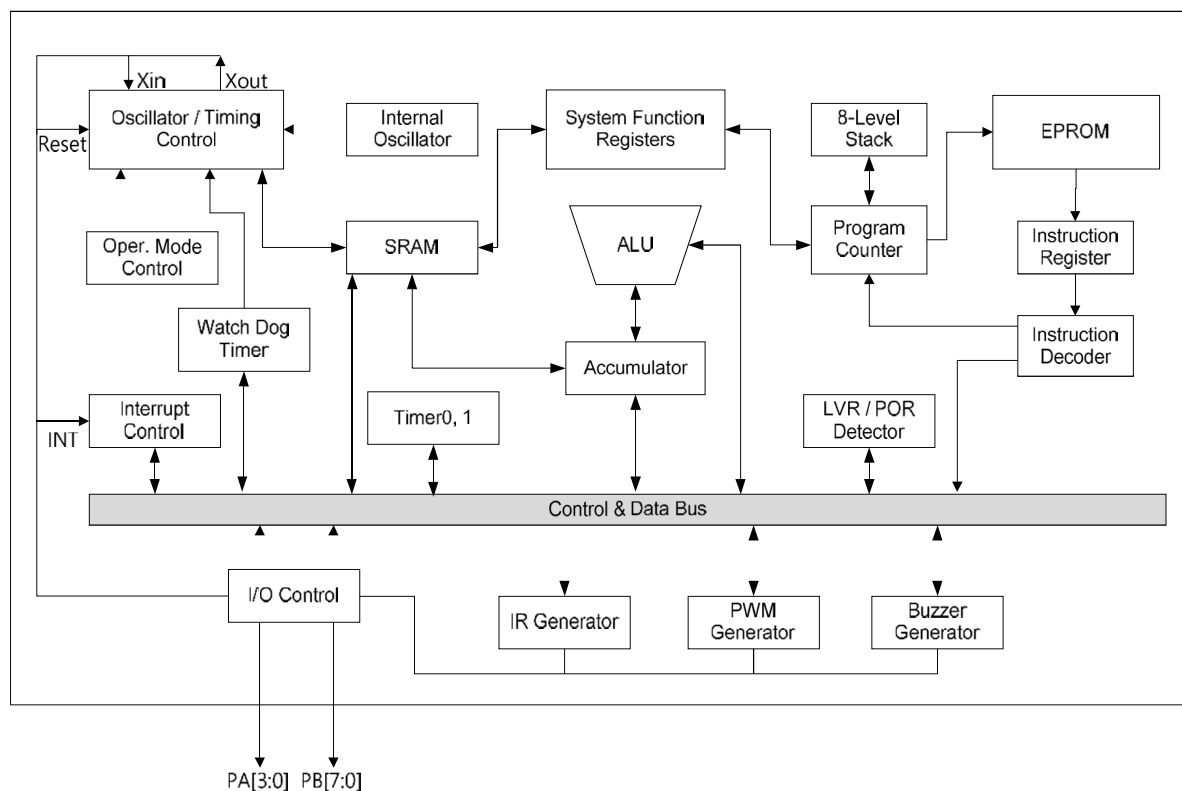 Xin
Xout
Oscillator / Timing
Control
Reset
Internal
Oscillator
System Function
Registers
8-Level
Stack
EPROM
Oper. Mode
Control
SRAM
ALU
Program
Counter
Instruction
Register
Watch Dog
Timer
Accumulator
Instruction
Decoder
Interrupt
Control
INT
Timer0, 1
LVR / POR
Detector
Control & Data Bus
I/O Control
IR Generator
PWM
Generator
Buzzer
Generator
PA[3:0]
PB[7:0]